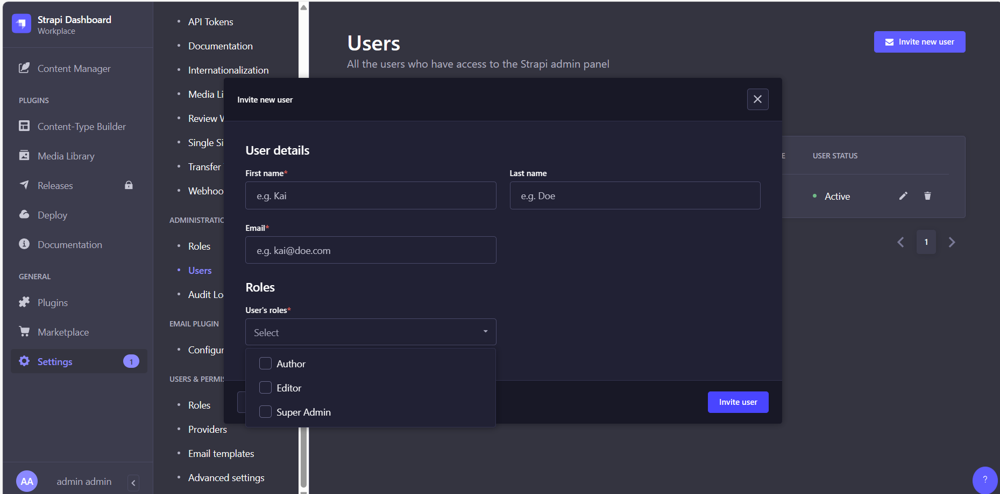 Strapi Dashboard
Workplace
Content Manager
PLUGINS
Content-Type Builder
Media Library
Releases
Deploy
Documentation
GENERAL
Plugins
Marketplace
Settings 1
AA admin admin
API Tokens
Documentation
Internationalization
Media Li
Review
Single Si
Transfer
Webhoo
ADMINISTRATIO
Roles
Users
Audit Lo
EMAIL PLUGIN
Configur
USERS & PERMIS
Roles
Providers
Email templates
Advanced settings
Users
All the users who have access to the Strapi admin panel
Invite new user
E USER STATUS
Active
1
Invite new user
User details
First name*
e.g. Kai
Last name
e.g. Doe
Email*
e.g. kai@doe.com
Roles
User's roles*
Select
Author
Editor
Super Admin
Invite user
?